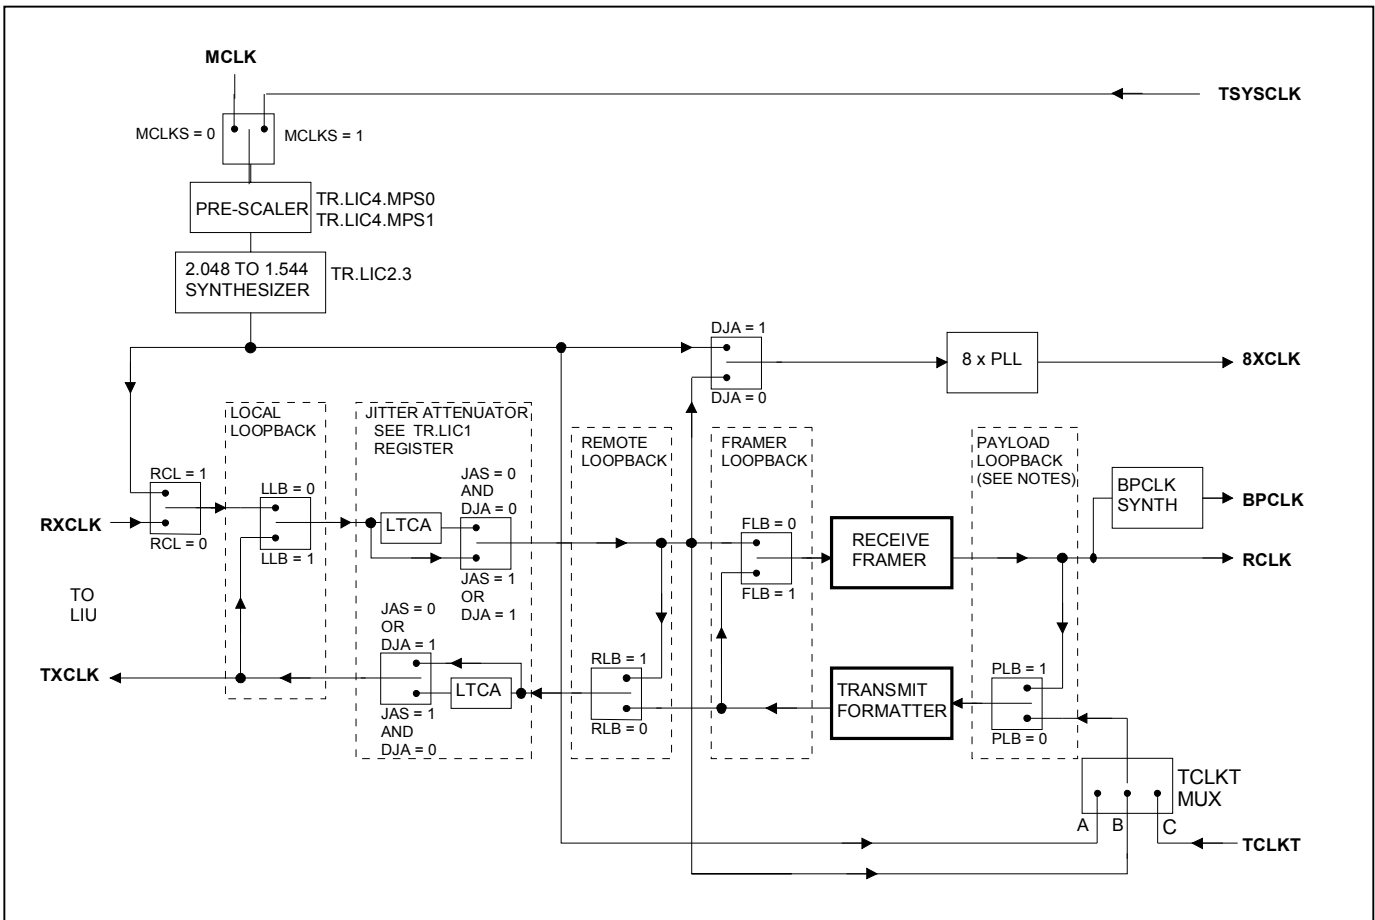 MCLK
TSYSCLK
MCLKS = 0
MCLKS = 1
PRE-SCALER
TR.LIC4.MPS0
TR.LIC4.MPS1
2.048 TO 1.544
SYNTHESIZER
TR.LIC2.3
DJA = 1
8 x PLL
8XCLK
DJA = 0
LOCAL
LOOPBACK
JITTER ATTENUATOR
SEE TR.LIC1
REGISTER
REMOTE
LOOPBACK
FRAMER
LOOPBACK
PAYLOAD
LOOPBACK
(SEE NOTES)
RCL = 1
LLB = 0
JAS = 0
AND
DJA = 0
BPCLK
SYNTH
BPCLK
RXCLK
RCL = 0
LTCA
FLB = 0
RECEIVE
FRAMER
RCLK
LLB = 1
JAS = 1
OR
DJA = 1
FLB = 1
TO
LIU
JAS = 0
OR
DJA = 1
TXCLK
RLB = 1
PLB = 1
LTCA
TRANSMIT
FORMATTER
JAS = 1
AND
DJA = 0
RLB = 0
PLB = 0
TCLKT
MUX
A
B
C
TCLKT